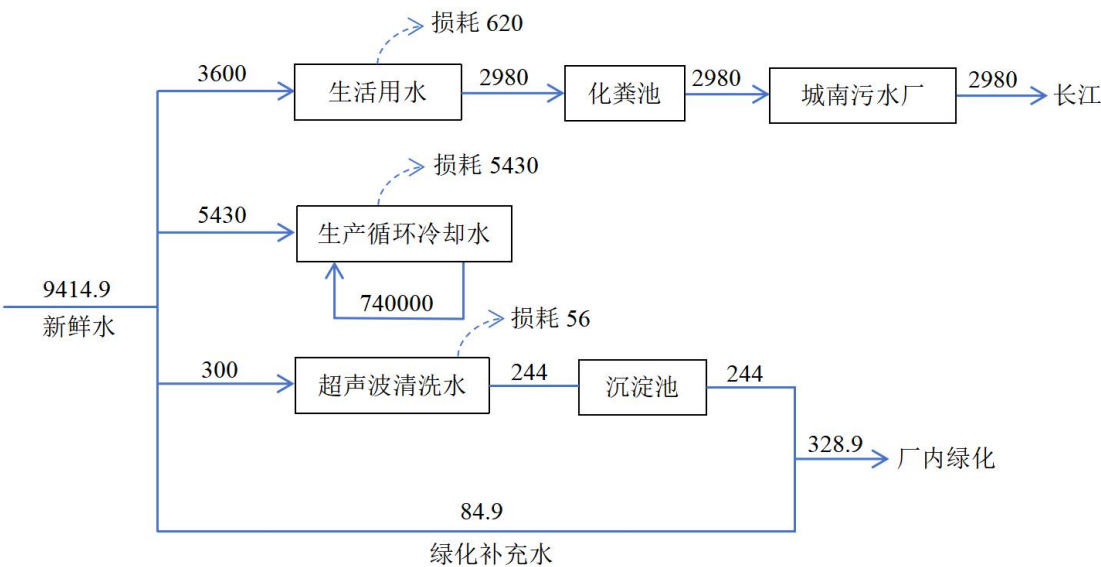 损耗 620
3600
生活用水
2980
化粪池
2980
城南污水厂
2980
长江
损耗 5430
5430
生产循环冷却水
740000
9414.9
新鲜水
损耗 56
300
超声波清洗水
244
沉淀池
244
328.9
厂内绿化
84.9
绿化补充水